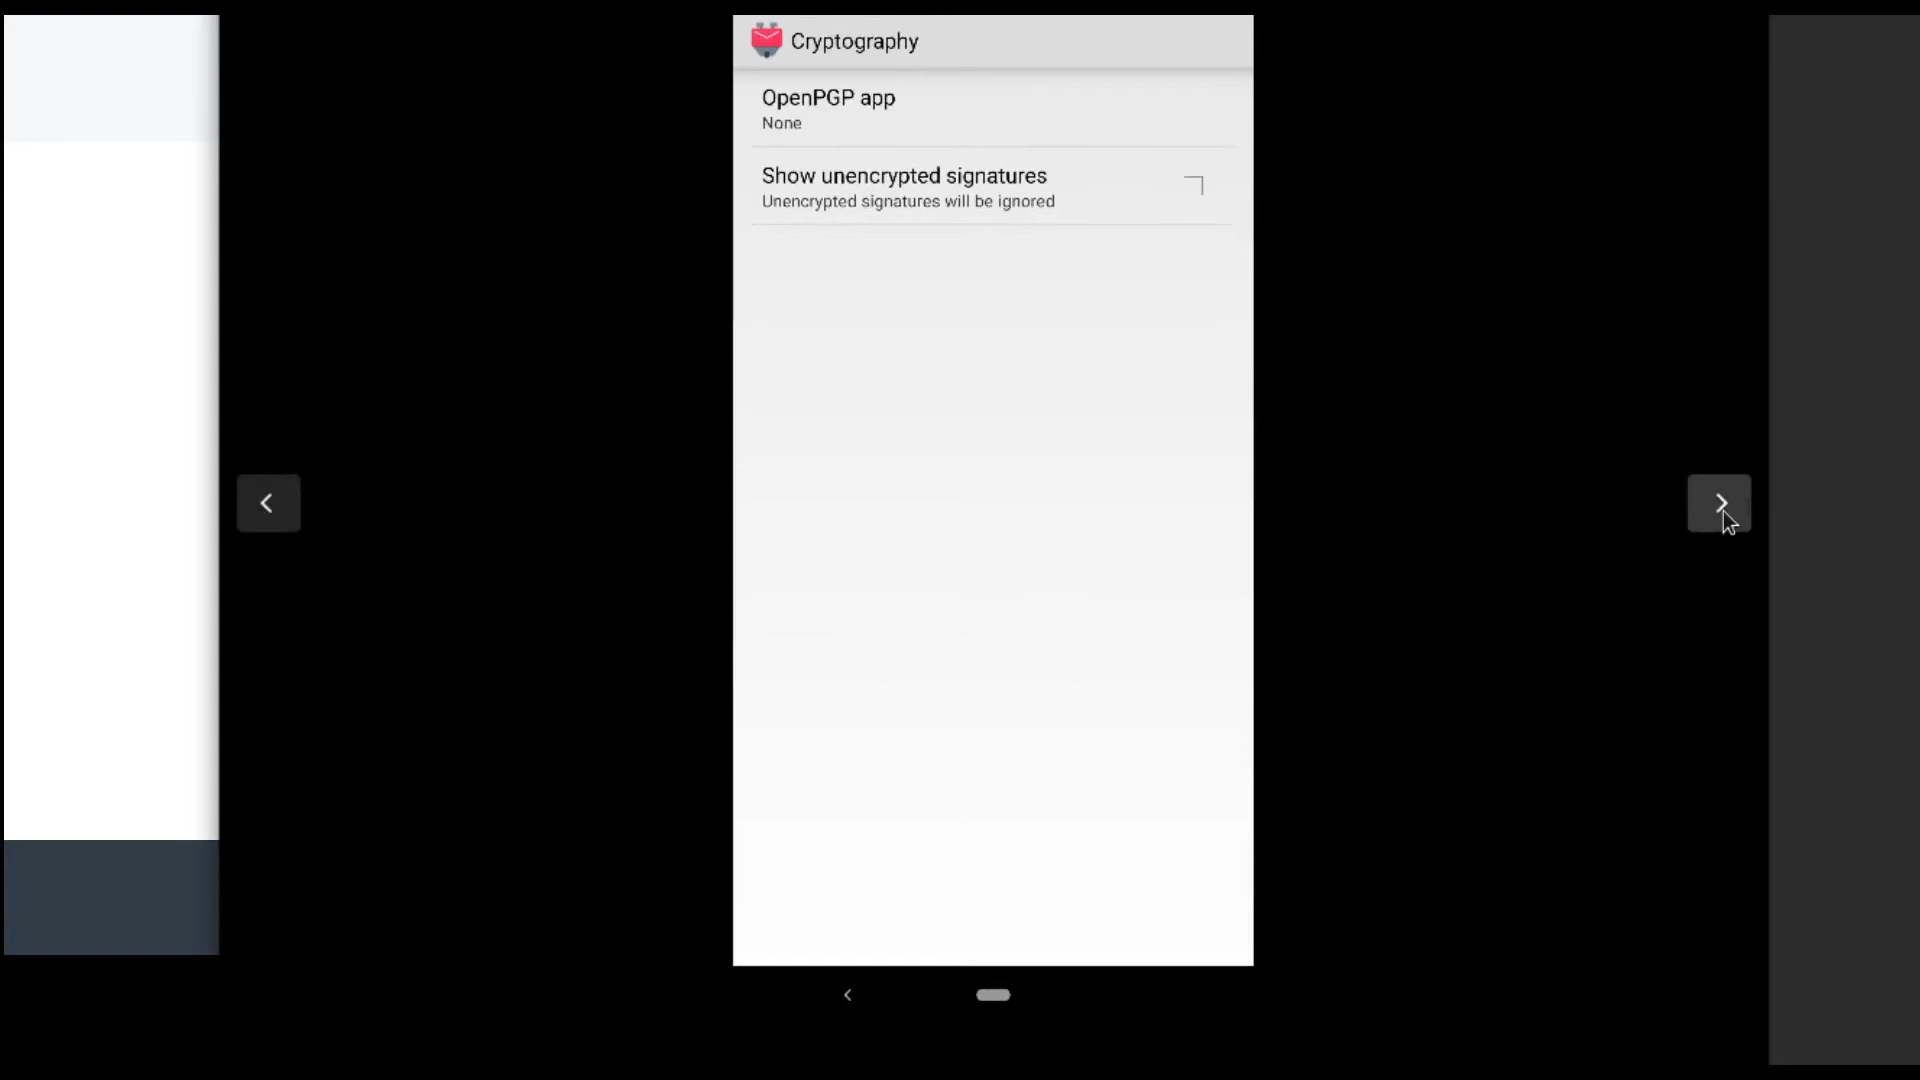 Cryptography
OpenPGP app
None
Show unencrypted signatures
Unencrypted signatures will be ignored